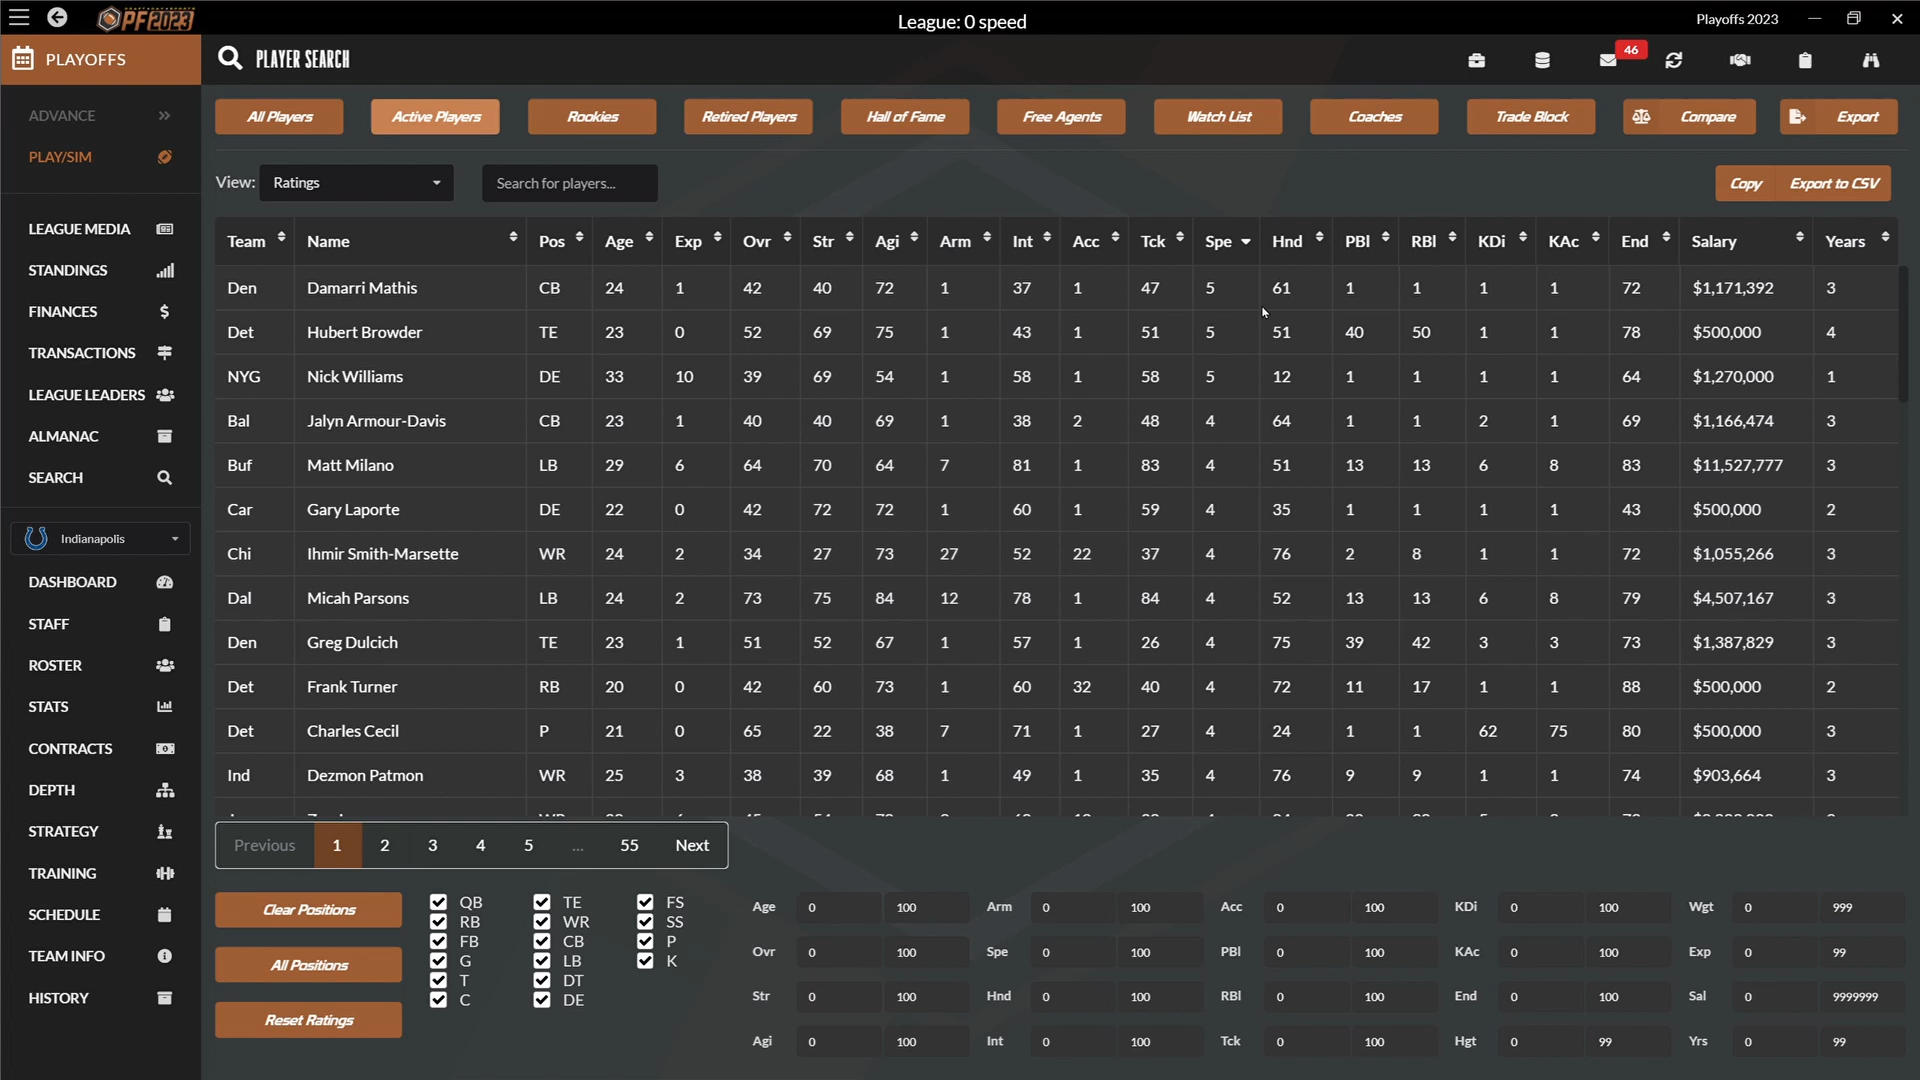 PF2023
League: 0 speed
Playoffs 2023
PLAYOFFS
PLAYER SEARCH
46
ADVANCE
PLAY/SIM
LEAGUE MEDIA
STANDINGS
FINANCES
TRANSACTIONS
LEAGUE LEADERS
ALMANAC
SEARCH
Indianapolis
DASHBOARD
STAFF
ROSTER
STATS
CONTRACTS
DEPTH
STRATEGY
TRAINING
SCHEDULE
TEAM INFO
HISTORY
All Players Active Players Rookies Retired Players Hall of Fame Free Agents Watch List Coaches Trade Block Compare Export
View: Ratings Search for players... Copy Export to CSV
Team Name Pos Age Exp Ovr Str Agi Arm Int Acc Tck Spe Hnd PBl RBl KDi KAc End Salary Years
Den Damarri Mathis CB 24 1 42 40 72 1 37 1 47 5 61 1 1 1 1 72 $1,171,392 3
Det Hubert Browder TE 23 0 52 69 75 1 43 1 51 5 51 40 50 1 1 78 $500,000 4
NYG Nick Williams DE 33 10 39 69 54 1 58 1 58 5 12 1 1 1 1 64 $1,270,000 1
Bal Jalyn Armour-Davis CB 23 1 40 40 69 1 38 2 48 4 64 1 1 2 1 69 $1,166,474 3
Buf Matt Milano LB 29 6 64 70 64 7 81 1 83 4 51 13 13 6 8 83 $11,527,777 3
Car Gary Laporte DE 22 0 42 72 72 1 60 1 59 4 35 1 1 1 1 43 $500,000 2
Chi Ihmir Smith-Marsette WR 24 2 34 27 73 27 52 22 37 4 76 2 8 1 1 72 $1,055,266 3
Dal Micah Parsons LB 24 2 73 75 84 12 78 1 84 4 52 13 13 6 8 79 $4,507,167 3
Den Greg Dulcich TE 23 1 51 52 67 1 57 1 26 4 75 39 42 3 3 73 $1,387,829 3
Det Frank Turner RB 20 0 42 60 73 1 60 32 40 4 72 11 17 1 1 88 $500,000 2
Det Charles Cecil P 21 0 65 22 38 7 71 1 27 4 24 1 1 62 75 80 $500,000 3
Ind Dezmon Patmon WR 25 3 38 39 68 1 49 1 35 4 76 9 9 1 1 74 $903,664 3
Previous 1 2 3 4 5 ... 55 Next
Clear Positions
All Positions
Reset Ratings
QB TE FS
RB WR SS
FB CB P
G LB K
T DT
C DE
Age 0 100 Arm 0 100 Acc 0 100 KDi 0 100 Wgt 0 999
Ovr 0 100 Spe 0 100 PBl 0 100 KAc 0 100 Exp 0 99
Str 0 100 Hnd 0 100 RBl 0 100 End 0 100 Sal 0 9999999
Agi 0 100 Int 0 100 Tck 0 100 Hgt 0 99 Yrs 0 99